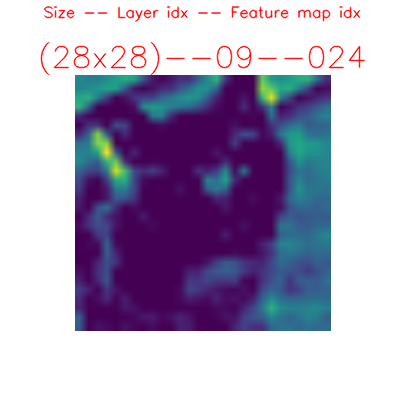 Size -- Layer idx -- Feature map idx
(28x28)--09--024